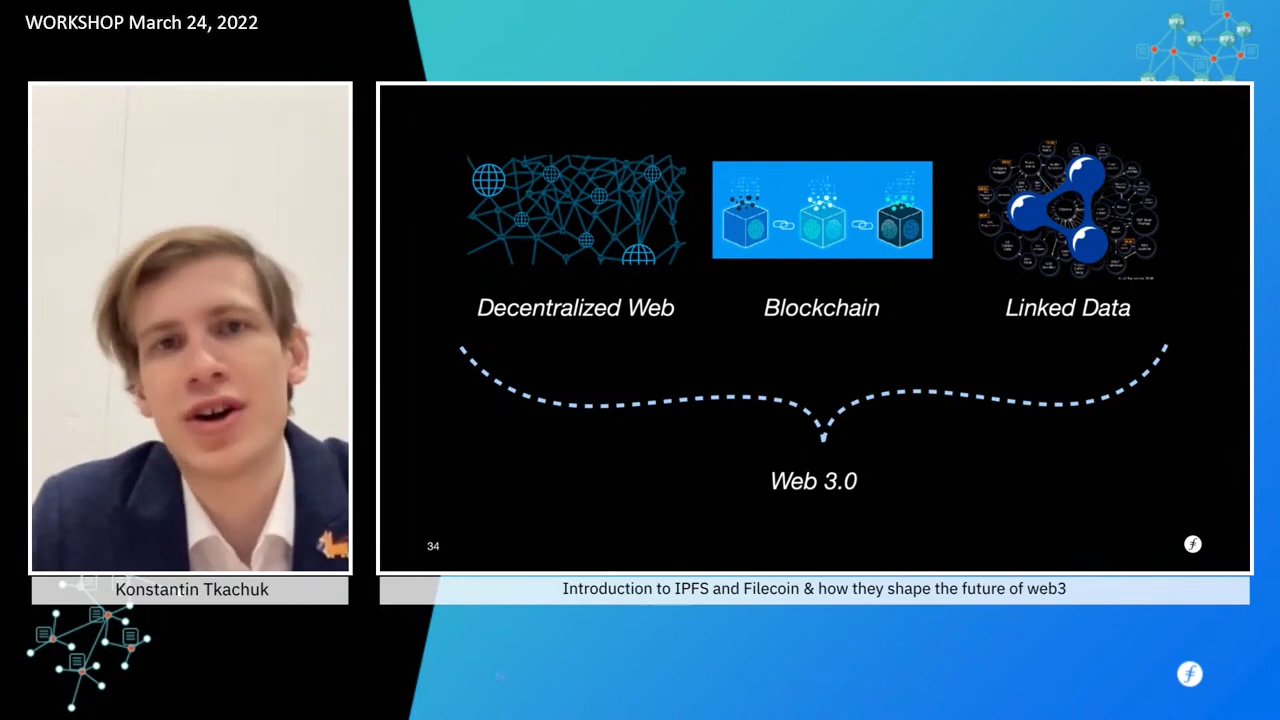 WORKSHOP March 24, 2022
Decentralized Web
Blockchain
Linked Data
Web 3.0
34
Konstantin Tkachuk
Introduction to IPFS and Filecoin & how they shape the future of web3